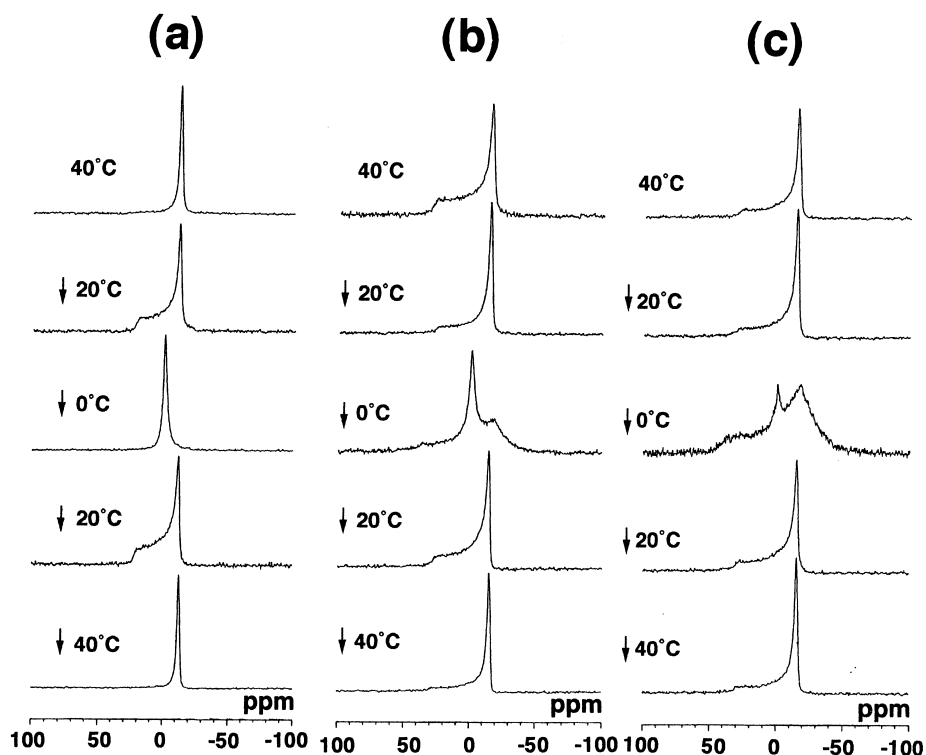 (a) (b) (c)
40°C 40°C 40°C
↓ 20°C ↓ 20°C ↓ 20°C
↓ 0°C ↓ 0°C ↓ 0°C
↓ 20°C ↓ 20°C ↓ 20°C
↓ 40°C ↓ 40°C ↓ 40°C
ppm ppm ppm
100 50 0 -50 -100 100 50 0 -50 -100 100 50 0 -50 -100